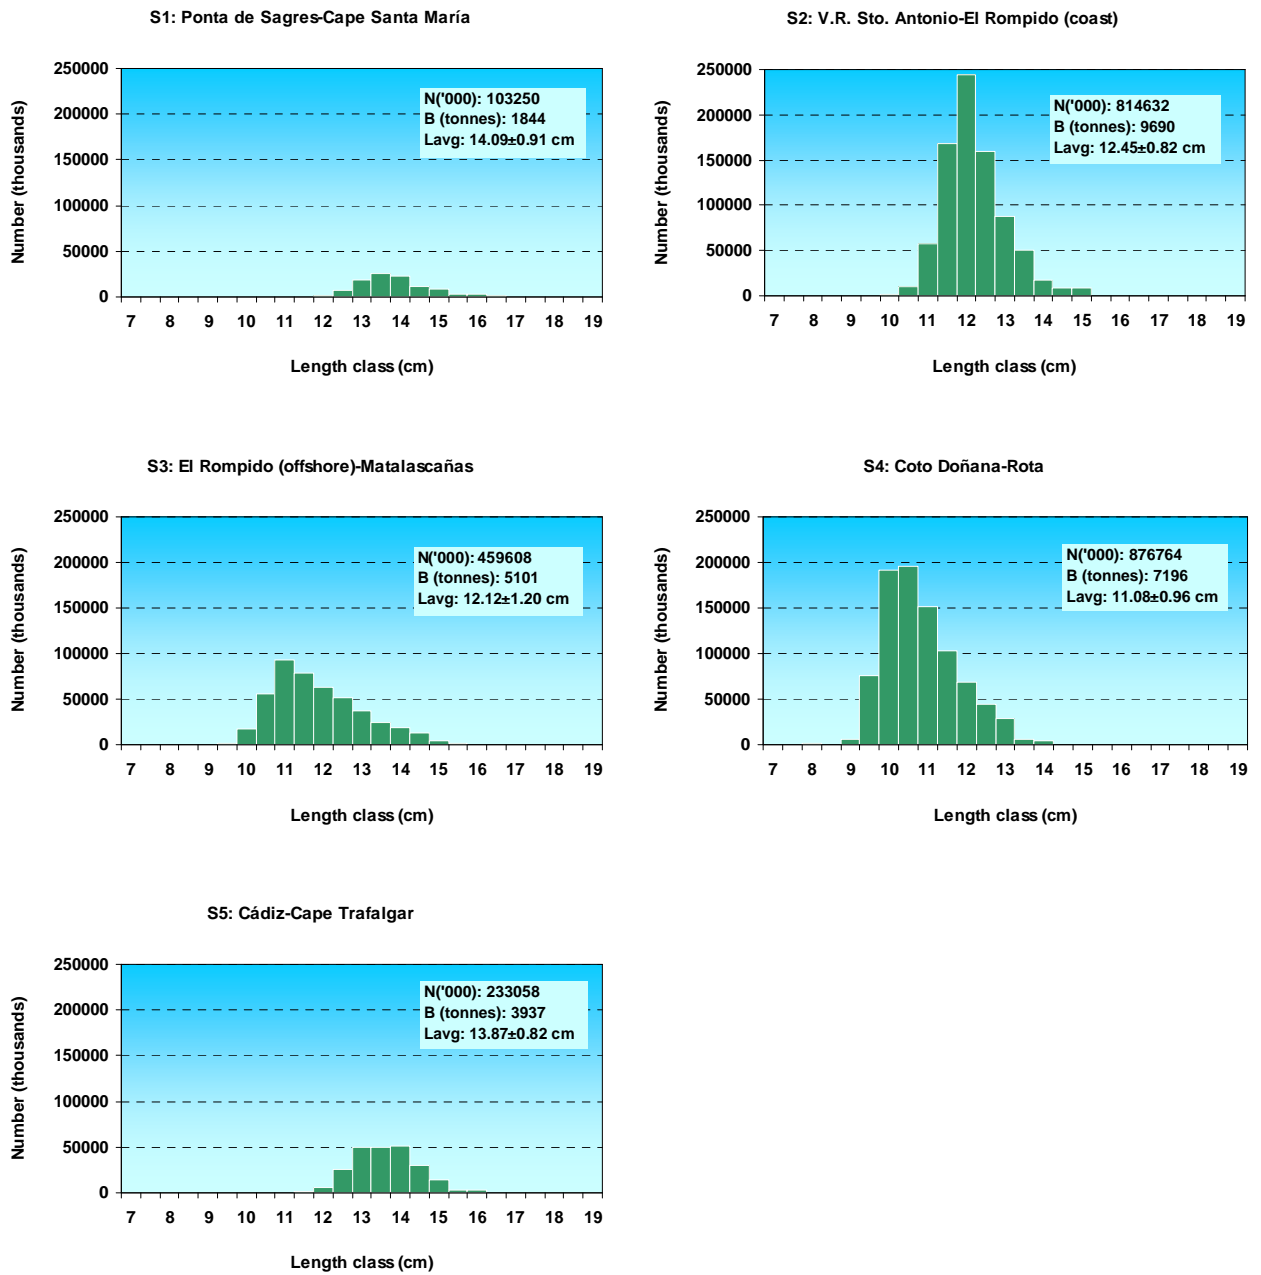 S1: Ponta de Sagres-Cape Santa María
250000
200000
150000
100000
50000
0
Number (thousands)
N('000): 103250
B (tonnes): 1844
Lavg: 14.09±0.91 cm
7 8 9 10 11 12 13 14 15 16 17 18 19
Length class (cm)
S2: V.R. Sto. Antonio-El Rompido (coast)
250000
200000
150000
100000
50000
0
Number (thousands)
N('000): 814632
B (tonnes): 9690
Lavg: 12.45±0.82 cm
7 8 9 10 11 12 13 14 15 16 17 18 19
Length class (cm)
S3: El Rompido (offshore)-Matalascañas
250000
200000
150000
100000
50000
0
Number (thousands)
N('000): 459608
B (tonnes): 5101
Lavg: 12.12±1.20 cm
7 8 9 10 11 12 13 14 15 16 17 18 19
Length class (cm)
S4: Coto Doñana-Rota
250000
200000
150000
100000
50000
0
Number (thousands)
N('000): 876764
B (tonnes): 7196
Lavg: 11.08±0.96 cm
7 8 9 10 11 12 13 14 15 16 17 18 19
Length class (cm)
S5: Cádiz-Cape Trafalgar
250000
200000
150000
100000
50000
0
Number (thousands)
N('000): 233058
B (tonnes): 3937
Lavg: 13.87±0.82 cm
7 8 9 10 11 12 13 14 15 16 17 18 19
Length class (cm)